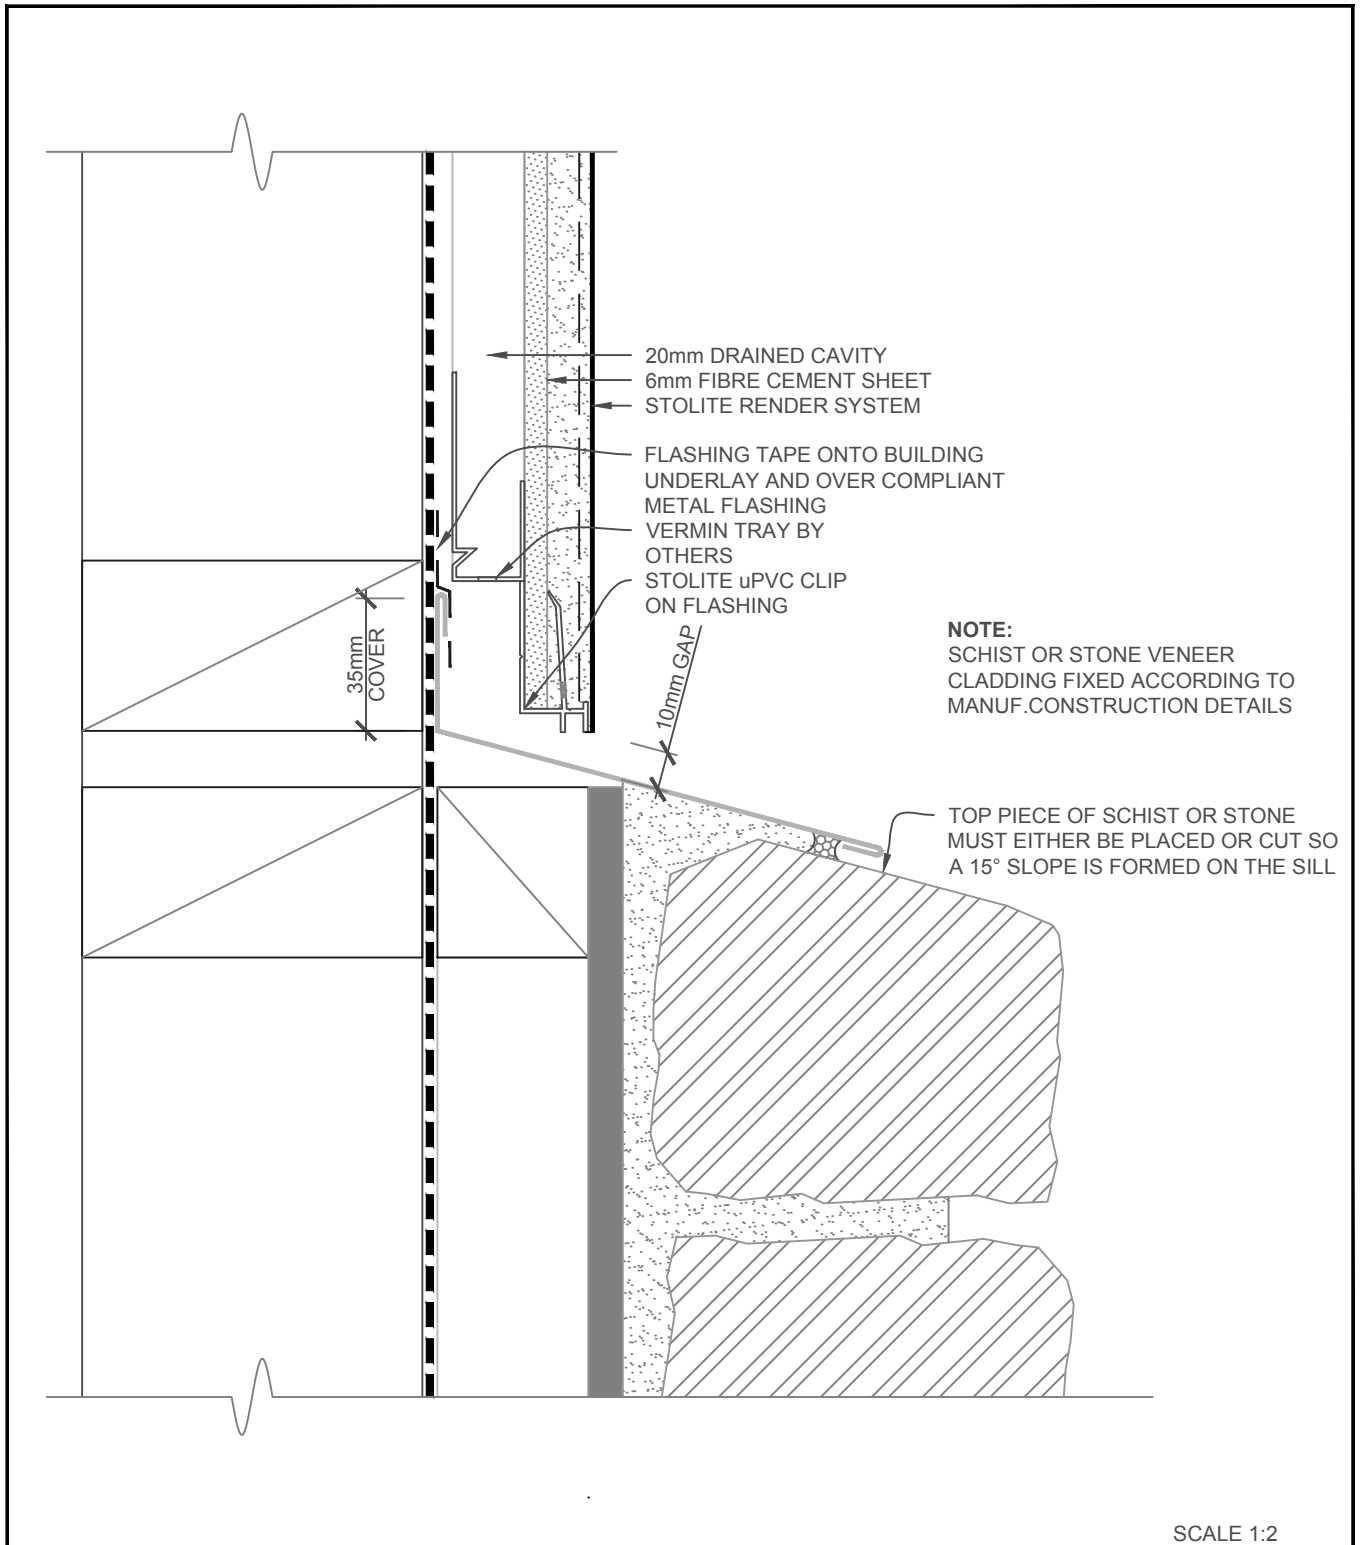 20mm DRAINED CAVITY
6mm FIBRE CEMENT SHEET
STOLITE RENDER SYSTEM
FLASHING TAPE ONTO BUILDING
UNDERLAY AND OVER COMPLIANT
METAL FLASHING
VERMIN TRAY BY
OTHERS
STOLITE uPVC CLIP
ON FLASHING
35mm
COVER
10mm GAP
NOTE:
SCHIST OR STONE VENEER
CLADDING FIXED ACCORDING TO
MANUF.CONSTRUCTION DETAILS
TOP PIECE OF SCHIST OR STONE
MUST EITHER BE PLACED OR CUT SO
A 15° SLOPE IS FORMED ON THE SILL
SCALE 1:2